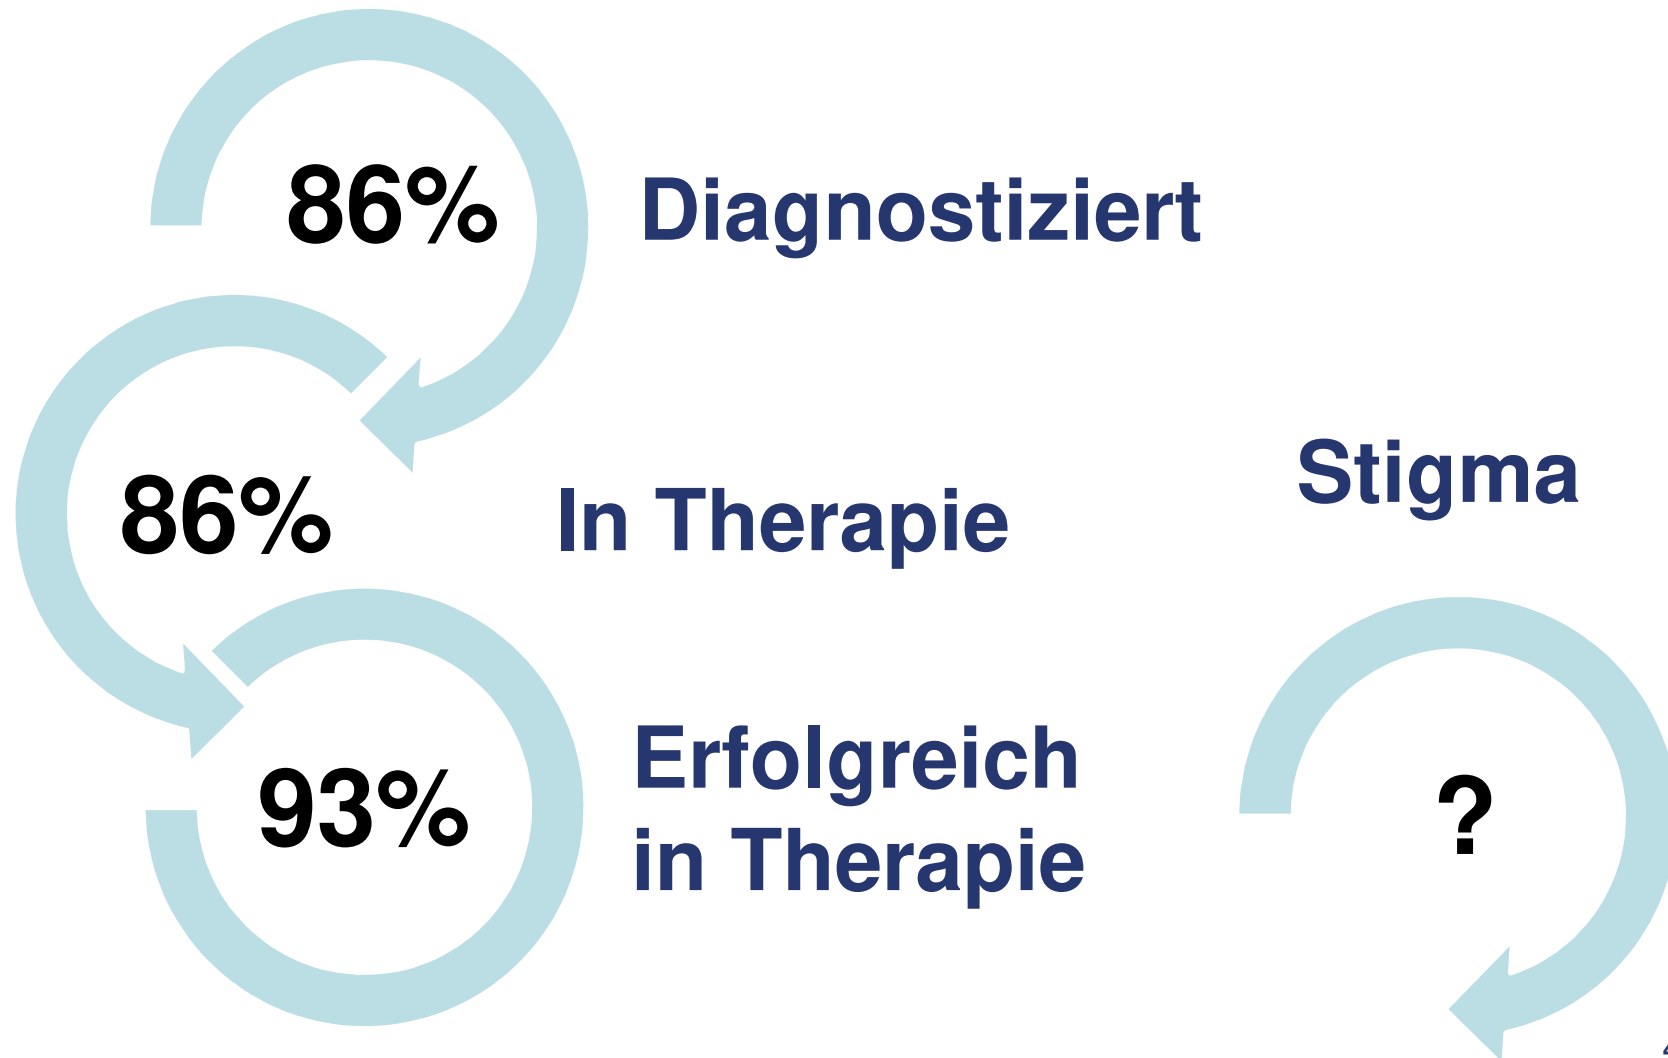 86%
Diagnostiziert
86%
In Therapie
Stigma
93%
Erfolgreich
in Therapie
?